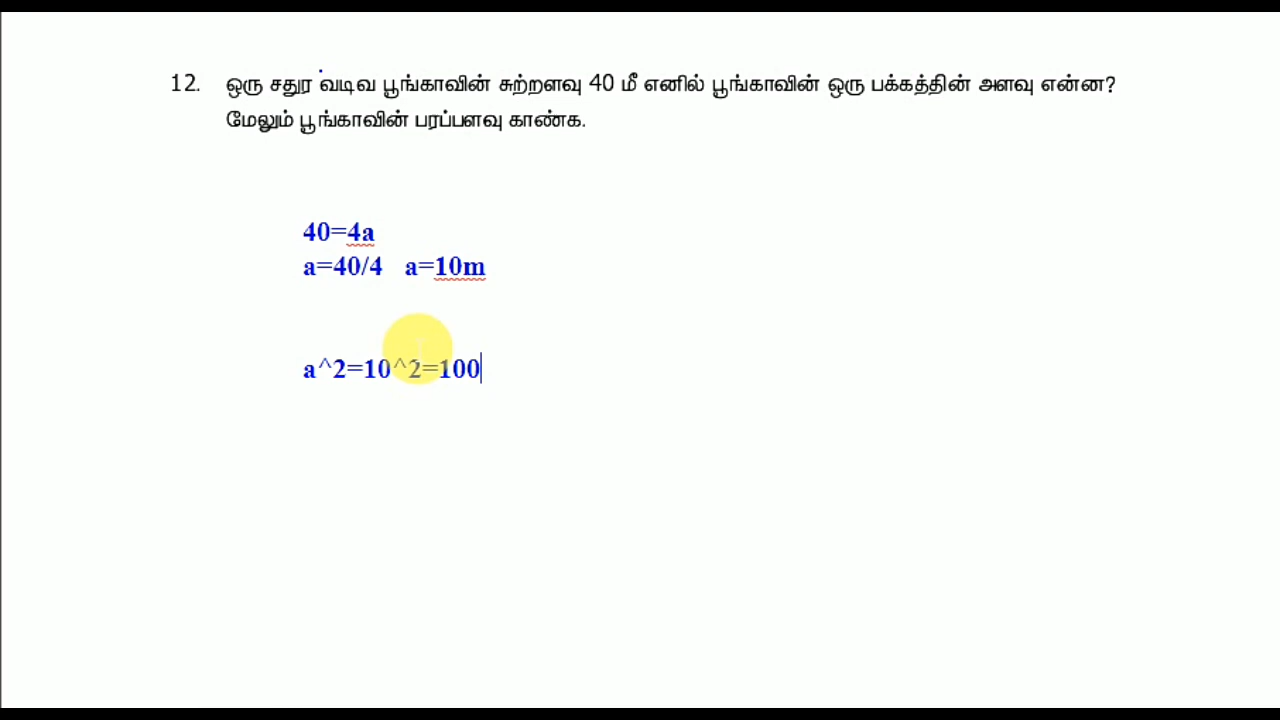 12. ஒரு சதுர வடிவ பூங்காவின் சுற்றளவு 40 மீ எனில் பூங்காவின் ஒரு பக்கத்தின் அளவு என்ன?
மேலும் பூங்காவின் பரப்பளவு காண்க.
40=4a
a=40/4 a=10m
a^2=10^2=100